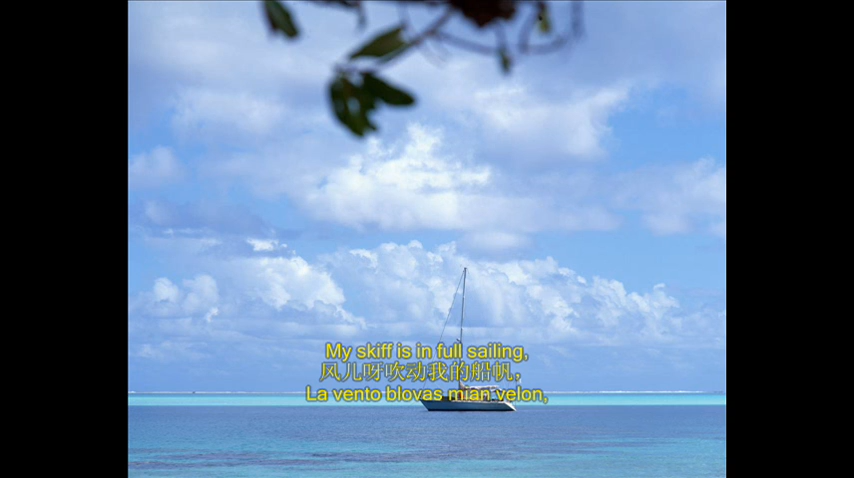 My skiff is in full sailing,
风儿呀吹动我的船帆，
La vento blovas mian velon,